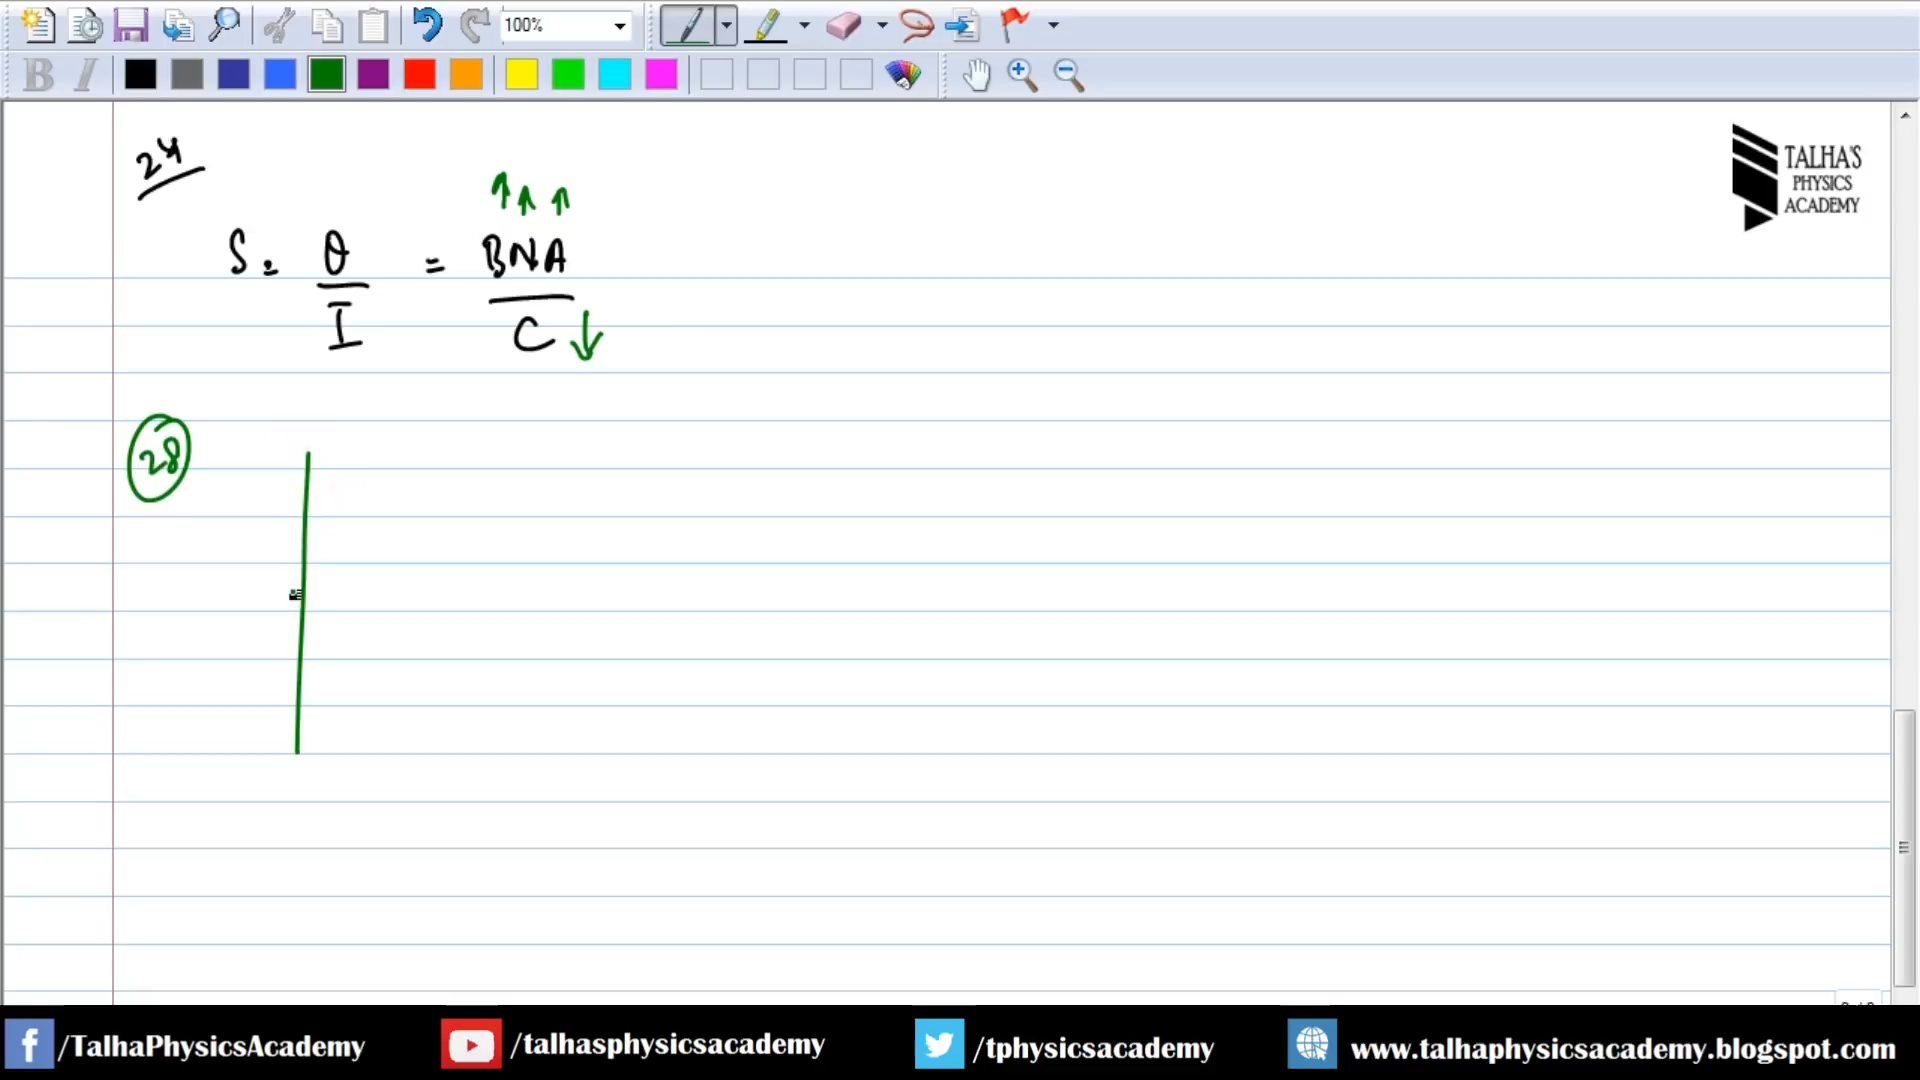 100%
B I
24
TALHA'S
PHYSICS
ACADEMY
↑ ↑ ↑
S = θ/I = BNA/C ↓
28
/TalhaPhysicsAcademy /talhasphysicsacademy /tphysicsacademy www.talhaphysicsacademy.blogspot.com